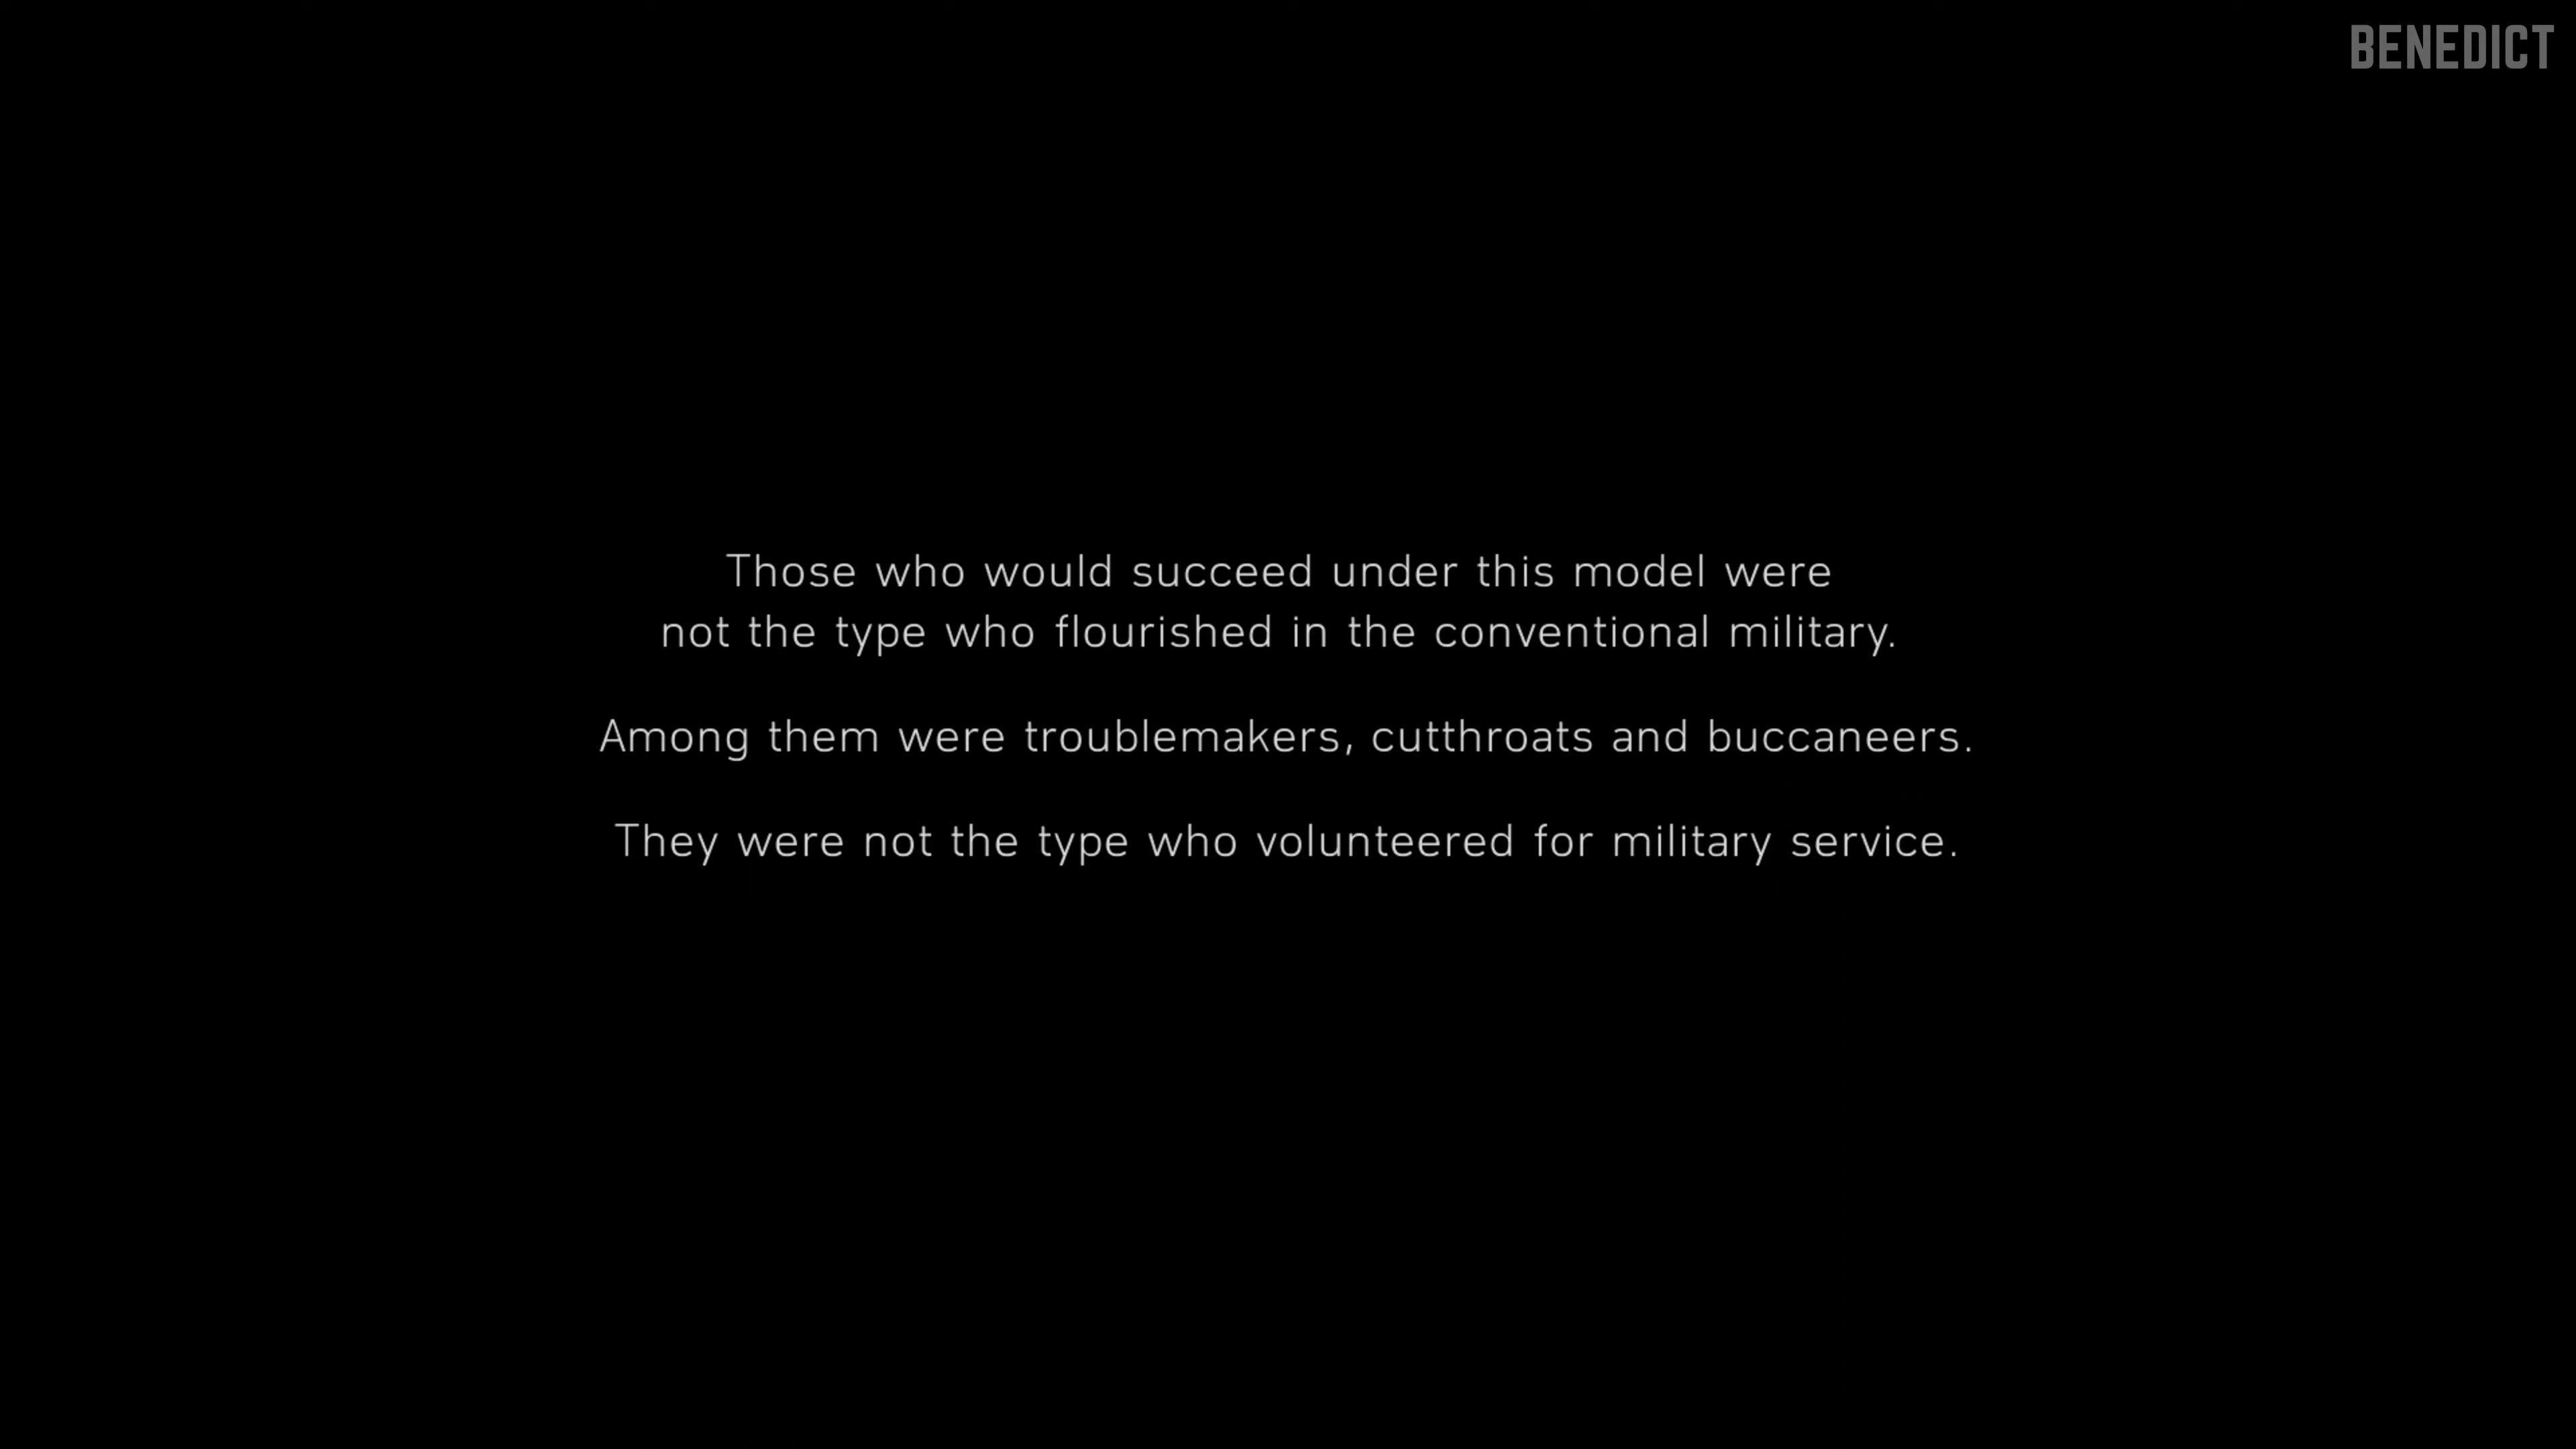 BENEDICT
Those who would succeed under this model were
not the type who flourished in the conventional military.
Among them were troublemakers, cutthroats and buccaneers.
They were not the type who volunteered for military service.